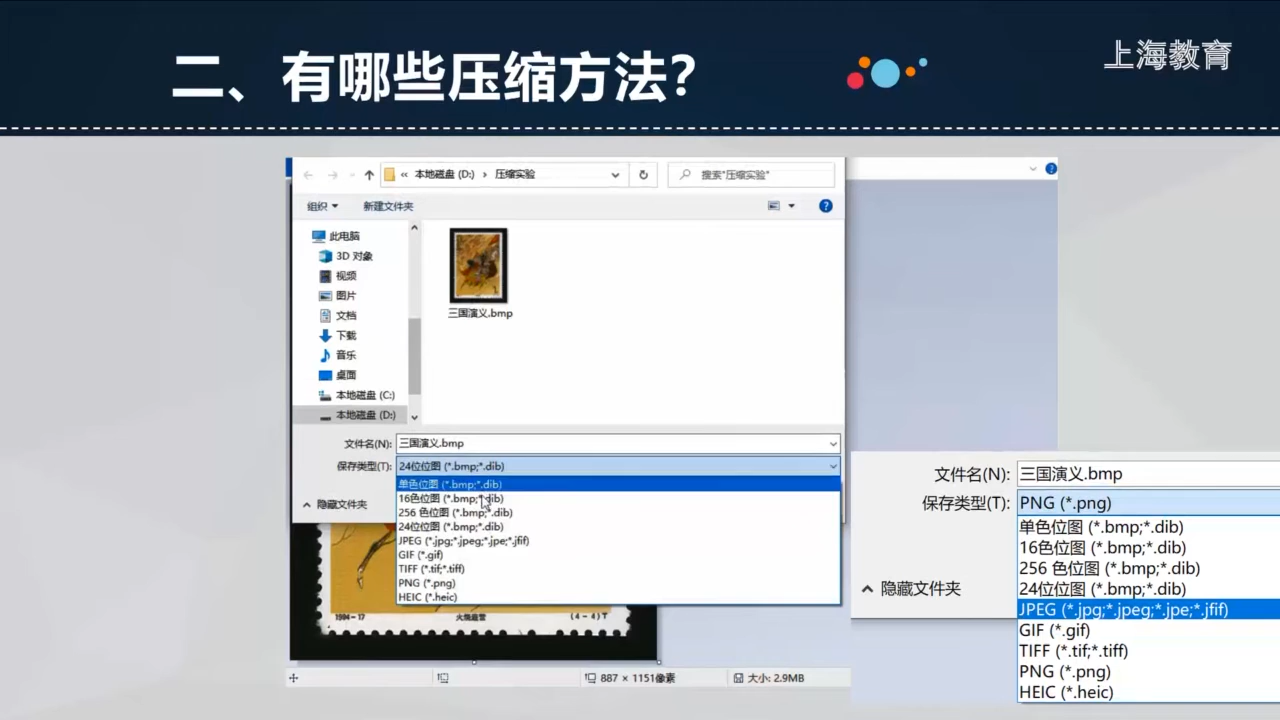 二、有哪些压缩方法?
上海教育
« 本地磁盘 (D:) › 压缩实验
搜索"压缩实验"
组织
新建文件夹
此电脑
3D 对象
视频
图片
文档
下载
音乐
桌面
本地磁盘 (C:)
本地磁盘 (D:)
三国演义.bmp
文件名(N): 三国演义.bmp
保存类型(T): 24位位图 (*.bmp;*.dib)
单色位图 (*.bmp;*.dib)
16色位图 (*.bmp;*.dib)
256 色位图 (*.bmp;*.dib)
24位位图 (*.bmp;*.dib)
JPEG (*.jpg;*.jpeg;*.jpe;*.jfif)
GIF (*.gif)
TIFF (*.tif;*.tiff)
PNG (*.png)
HEIC (*.heic)
隐藏文件夹
1994-17
火烧连营
(4-4)T
887 × 1151像素
大小: 2.9MB
文件名(N): 三国演义.bmp
保存类型(T): PNG (*.png)
单色位图 (*.bmp;*.dib)
16色位图 (*.bmp;*.dib)
256 色位图 (*.bmp;*.dib)
24位位图 (*.bmp;*.dib)
JPEG (*.jpg;*.jpeg;*.jpe;*.jfif)
GIF (*.gif)
TIFF (*.tif;*.tiff)
PNG (*.png)
HEIC (*.heic)
隐藏文件夹